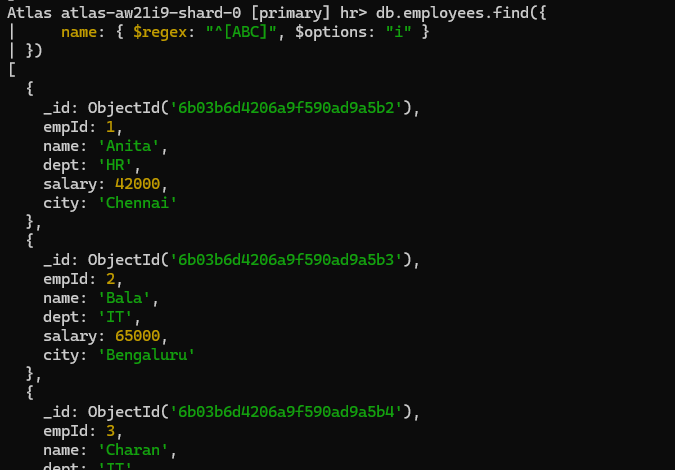 Atlas atlas-aw21i9-shard-0 [primary] hr> db.employees.find({
|     name: { $regex: "^[ABC]", $options: "i" }
| })
[
  {
    _id: ObjectId('6b03b6d4206a9f590ad9a5b2'),
    empId: 1,
    name: 'Anita',
    dept: 'HR',
    salary: 42000,
    city: 'Chennai'
  },
  {
    _id: ObjectId('6b03b6d4206a9f590ad9a5b3'),
    empId: 2,
    name: 'Bala',
    dept: 'IT',
    salary: 65000,
    city: 'Bengaluru'
  },
  {
    _id: ObjectId('6b03b6d4206a9f590ad9a5b4'),
    empId: 3,
    name: 'Charan',
    dept: 'IT'